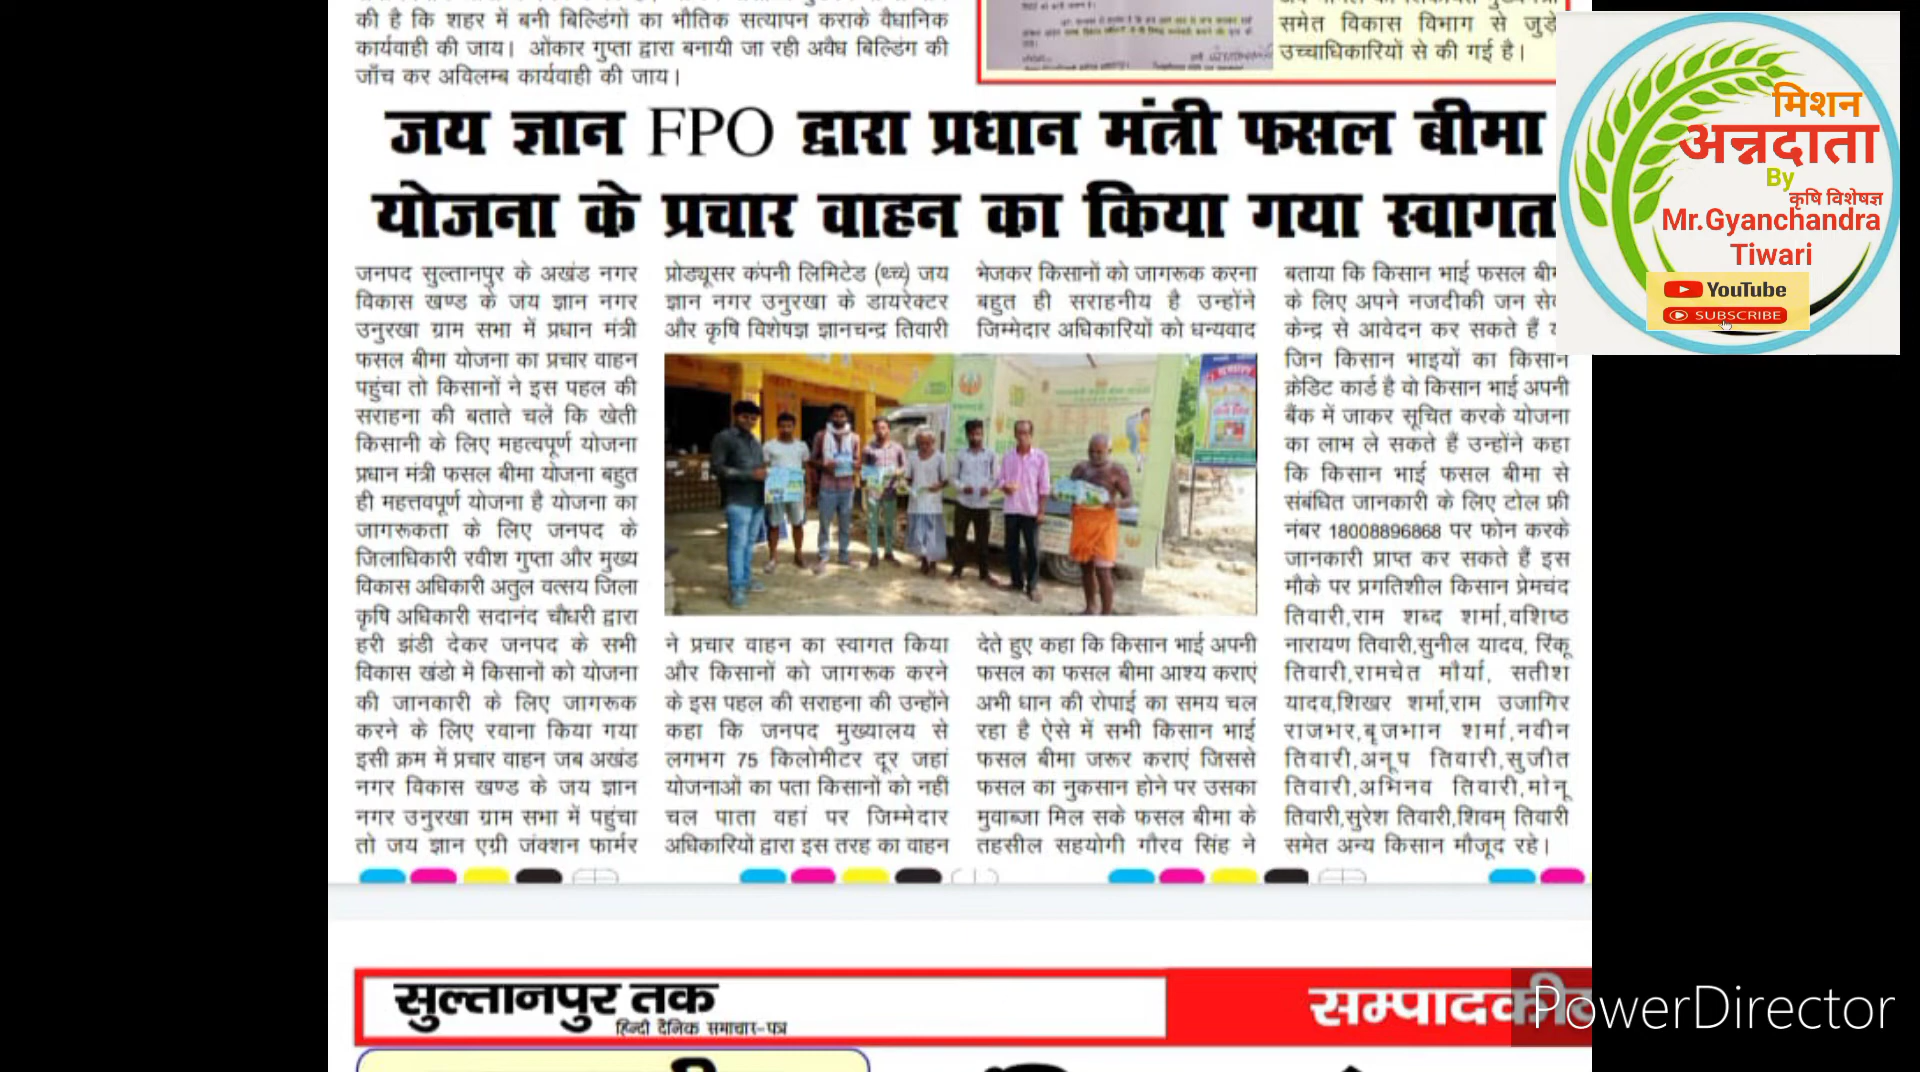 की है कि शहर में बनी बिल्डिंगों का भौतिक सत्यापन कराके वैधानिक
कार्यवाही की जाय। ओंकार गुप्ता द्वारा बनायी जा रही अवैध बिल्डिंग की
जाँच कर अविलम्ब कार्यवाही की जाय।
समेत विकास विभाग से जुड़े
उच्चाधिकारियों से की गई है।
जय ज्ञान FPO द्वारा प्रधान मंत्री फसल बीमा
योजना के प्रचार वाहन का किया गया स्वागत
जनपद सुल्तानपुर के अखंड नगर
विकास खण्ड के जय ज्ञान नगर
उनुरखा ग्राम सभा में प्रधान मंत्री
फसल बीमा योजना का प्रचार वाहन
पहुंचा तो किसानों ने इस पहल की
सराहना की बताते चलें कि खेती
किसानी के लिए महत्वपूर्ण योजना
प्रधान मंत्री फसल बीमा योजना बहुत
ही महत्तवपूर्ण योजना है योजना का
जागरूकता के लिए जनपद के
जिलाधिकारी रवीश गुप्ता और मुख्य
विकास अधिकारी अतुल वत्सय जिला
कृषि अधिकारी सदानंद चौधरी द्वारा
हरी झंडी देकर जनपद के सभी
विकास खंडो में किसानों को योजना
की जानकारी के लिए जागरूक
करने के लिए रवाना किया गया
इसी क्रम में प्रचार वाहन जब अखंड
नगर विकास खण्ड के जय ज्ञान
नगर उनुरखा ग्राम सभा में पहुंचा
तो जय ज्ञान एग्री जंक्शन फार्मर
प्रोड्यूसर कंपनी लिमिटेड (थ्च्व्) जय
ज्ञान नगर उनुरखा के डायरेक्टर
और कृषि विशेषज्ञ ज्ञानचन्द्र तिवारी
ने प्रचार वाहन का स्वागत किया
और किसानों को जागरूक करने
के इस पहल की सराहना की उन्होंने
कहा कि जनपद मुख्यालय से
लगभग 75 किलोमीटर दूर जहां
योजनाओं का पता किसानों को नहीं
चल पाता वहां पर जिम्मेदार
अधिकारियों द्वारा इस तरह का वाहन
भेजकर किसानों को जागरूक करना
बहुत ही सराहनीय है उन्होंने
जिम्मेदार अधिकारियों को धन्यवाद
देते हुए कहा कि किसान भाई अपनी
फसल का फसल बीमा आश्य कराएं
अभी धान की रोपाई का समय चल
रहा है ऐसे में सभी किसान भाई
फसल बीमा जरूर कराएं जिससे
फसल का नुकसान होने पर उसका
मुवाब्जा मिल सके फसल बीमा के
तहसील सहयोगी गौरव सिंह ने
बताया कि किसान भाई फसल
के लिए अपने नजदीकी जन
केन्द्र से आवेदन कर सकते हैं
जिन किसान भाइयों का किसान
क्रेडिट कार्ड है वो किसान भाई अपनी
बैंक में जाकर सूचित करके योजना
का लाभ ले सकते हैं उन्होंने कहा
कि किसान भाई फसल बीमा से
संबंधित जानकारी के लिए टोल फ्री
नंबर 18008896868 पर फोन करके
जानकारी प्राप्त कर सकते हैं इस
मौके पर प्रगतिशील किसान प्रेमचंद
तिवारी,राम शब्द शर्मा,वशिष्ठ
नारायण तिवारी,सुनील यादव, रिंकू
तिवारी,रामचेत मौर्या, सतीश
यादव,शिखर शर्मा,राम उजागिर
राजभर,बृजभान शर्मा,नवीन
तिवारी,अनूप तिवारी,सुजीत
तिवारी,अभिनव तिवारी,मोनू
तिवारी,सुरेश तिवारी,शिवम् तिवारी
समेत अन्य किसान मौजूद रहे।
मिशन
अन्नदाता
By
कृषि विशेषज्ञ
Mr.Gyanchandra
Tiwari
YouTube
SUBSCRIBE
सुल्तानपुर तक
हिन्दी दैनिक समाचार-पत्र
PowerDirector